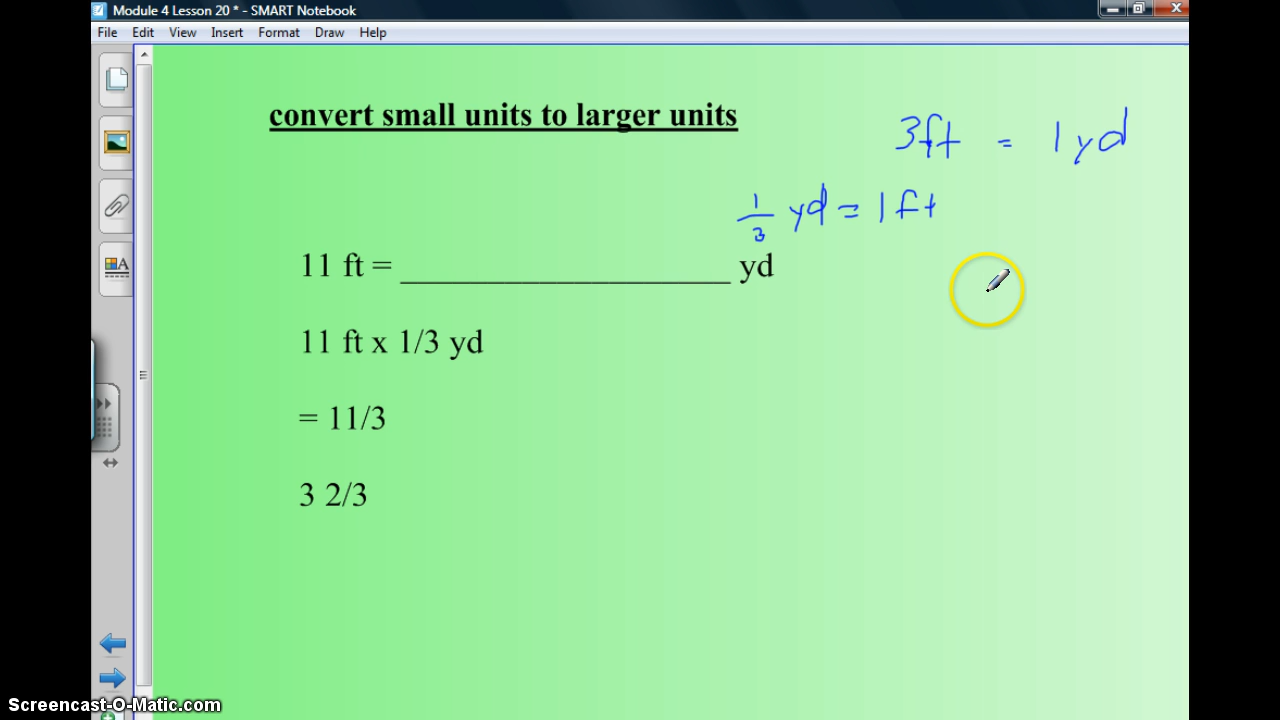 Module 4 Lesson 20 * - SMART Notebook
File Edit View Insert Format Draw Help
convert small units to larger units
3ft = 1yd
1/3 yd = 1ft
11 ft = ____________________ yd
11 ft x 1/3 yd
= 11/3
3 2/3
Screencast-O-Matic.com